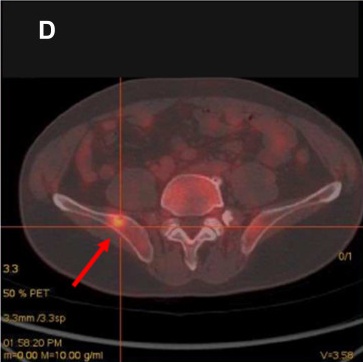 D
0/1
3.3
50 % PET
3.3mm /3.3sp
01:58:20 PM
m=0.00 M=10.00 g/ml
V=3.58